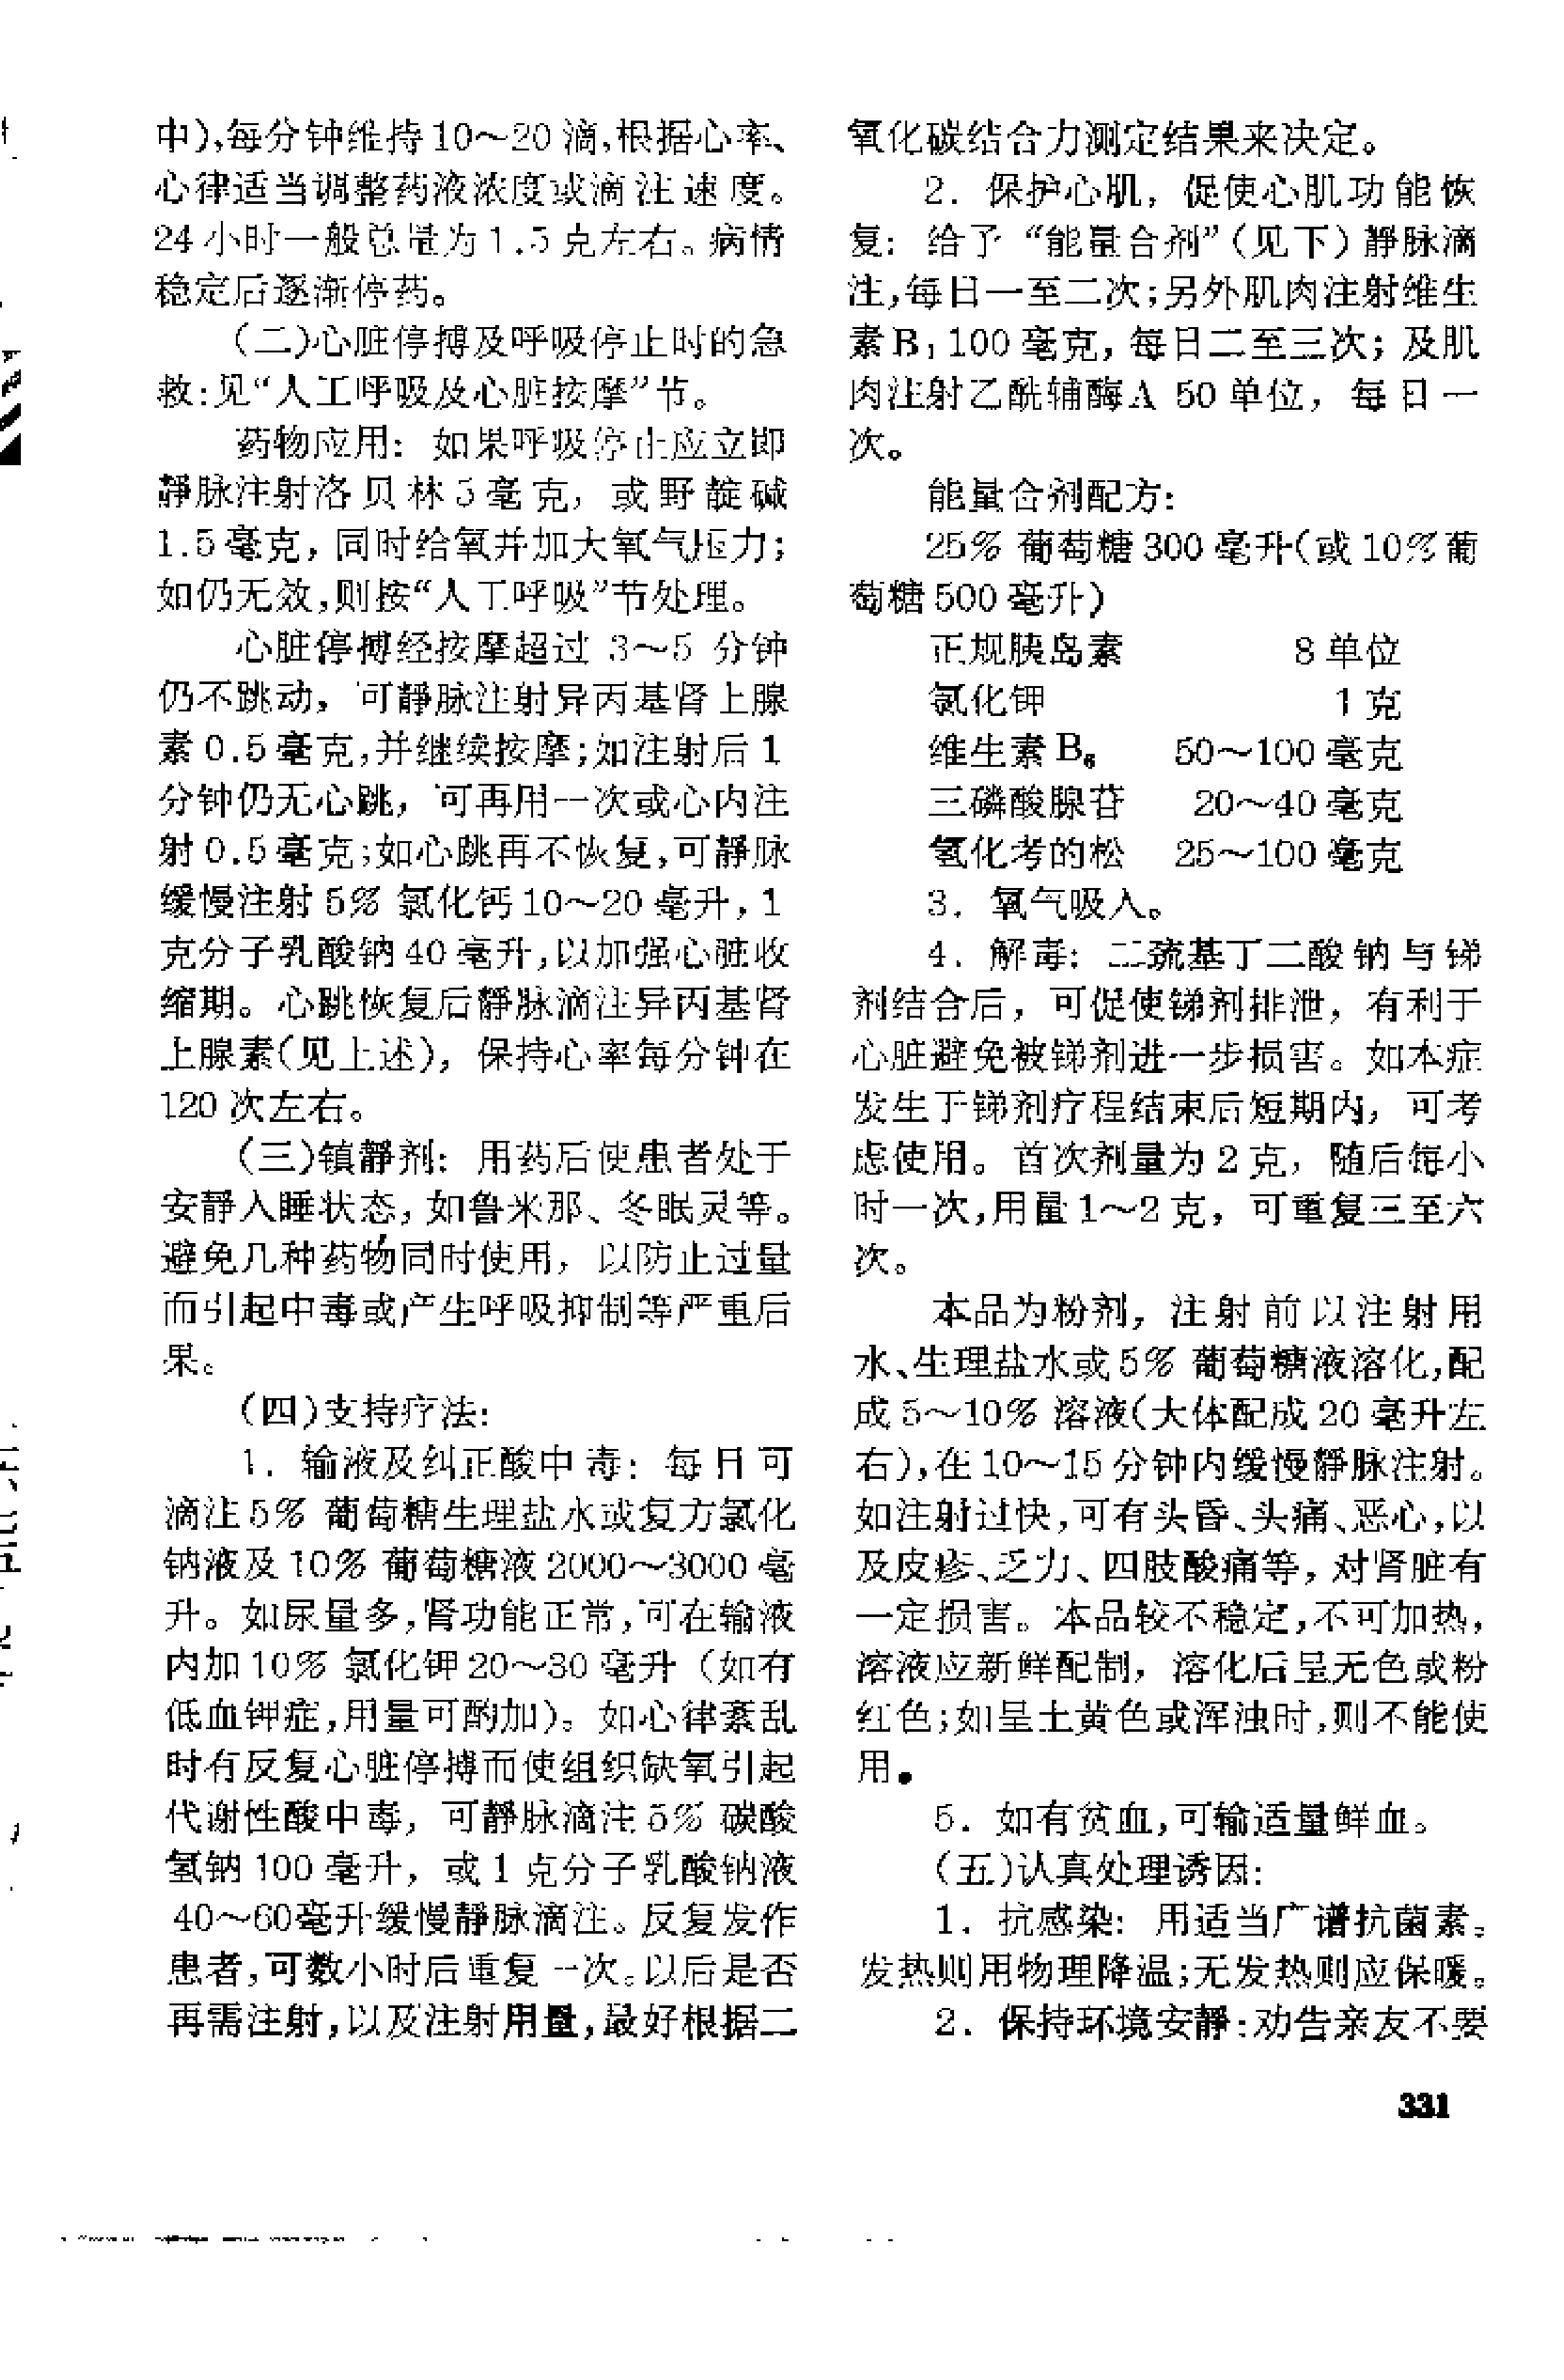 中），每分钟维持10～20滴，根据心率、
心律适当调整药液浓度或滴注速度。
24小时一般总量为1.5克左右。病情
稳定后逐渐停药。
（二）心脏停搏及呼吸停止时的急
救：见“人工呼吸及心脏按摩”节。
药物应用：如果呼吸停止应立即
静脉注射洛贝林5毫克，或野靛碱
1.5毫克，同时给氧并加大氧气压力；
如仍无效，则按“人工呼吸”节处理。
心脏停搏经按摩超过3～5分钟
仍不跳动，可静脉注射异丙基肾上腺
素0.5毫克，并继续按摩；如注射后1
分钟仍无心跳，可再用一次或心内注
射0.5毫克；如心跳再不恢复，可静脉
缓慢注射5%氯化钙10～20毫升，1
克分子乳酸钠40毫升，以加强心脏收
缩期。心跳恢复后静脉滴注异丙基肾
上腺素（见上述），保持心率每分钟在
120次左右。
（三）镇静剂：用药后使患者处于
安静入睡状态，如鲁米那、冬眠灵等。
避免几种药物同时使用，以防止过量
而引起中毒或产生呼吸抑制等严重后
果。
（四）支持疗法：
1．输液及纠正酸中毒：每日可
滴注5%葡萄糖生理盐水或复方氯化
钠液及10%葡萄糖液2000～3000毫
升。如尿量多，肾功能正常，可在输液
内加10%氯化钾20～30毫升（如有
低血钾症，用量可酌加）。如心律紊乱
时有反复心脏停搏而使组织缺氧引起
代谢性酸中毒，可静脉滴注5%碳酸
氢钠100毫升，或1克分子乳酸钠液
40～60毫升缓慢静脉滴注。反复发作
患者，可数小时后重复一次。以后是否
再需注射，以及注射用量，最好根据二
氧化碳结合力测定结果来决定。
2．保护心肌，促使心肌功能恢
复：给予“能量合剂”（见下）静脉滴
注，每日一至二次；另外肌肉注射维生
素B₁100毫克，每日二至三次；及肌
肉注射乙酰辅酶A 50单位，每日一
次。
能量合剂配方：
25%葡萄糖300毫升（或10%葡
萄糖500毫升）
正规胰岛素 8单位
氯化钾 1克
维生素B₆ 50～100毫克
三磷酸腺苷 20～40毫克
氢化考的松 25～100毫克
3．氧气吸入。
4．解毒：二巯基丁二酸钠与锑
剂结合后，可促使锑剂排泄，有利于
心脏避免被锑剂进一步损害。如本症
发生于锑剂疗程结束后短期内，可考
虑使用。首次剂量为2克，随后每小
时一次，用量1～2克，可重复三至六
次。
本品为粉剂，注射前以注射用
水、生理盐水或5%葡萄糖液溶化，配
成5～10%溶液（大体配成20毫升左
右），在10～15分钟内缓慢静脉注射。
如注射过快，可有头昏、头痛、恶心，以
及皮疹、乏力、四肢酸痛等，对肾脏有
一定损害。本品较不稳定，不可加热，
溶液应新鲜配制，溶化后呈无色或粉
红色；如呈土黄色或浑浊时，则不能使
用。
5．如有贫血，可输适量鲜血。
（五）认真处理诱因：
1．抗感染：用适当广谱抗菌素。
发热则用物理降温；无发热则应保暖。
2．保持环境安静：劝告亲友不要
331